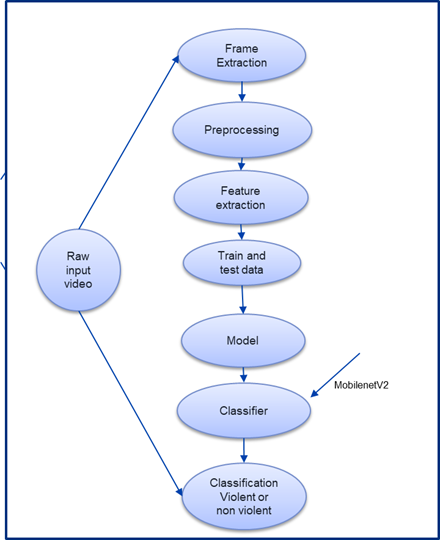 Frame
Extraction
Preprocessing
Feature
extraction
Raw
input
video
Train and
test data
Model
MobilenetV2
Classifier
Classification
Violent or
non violent